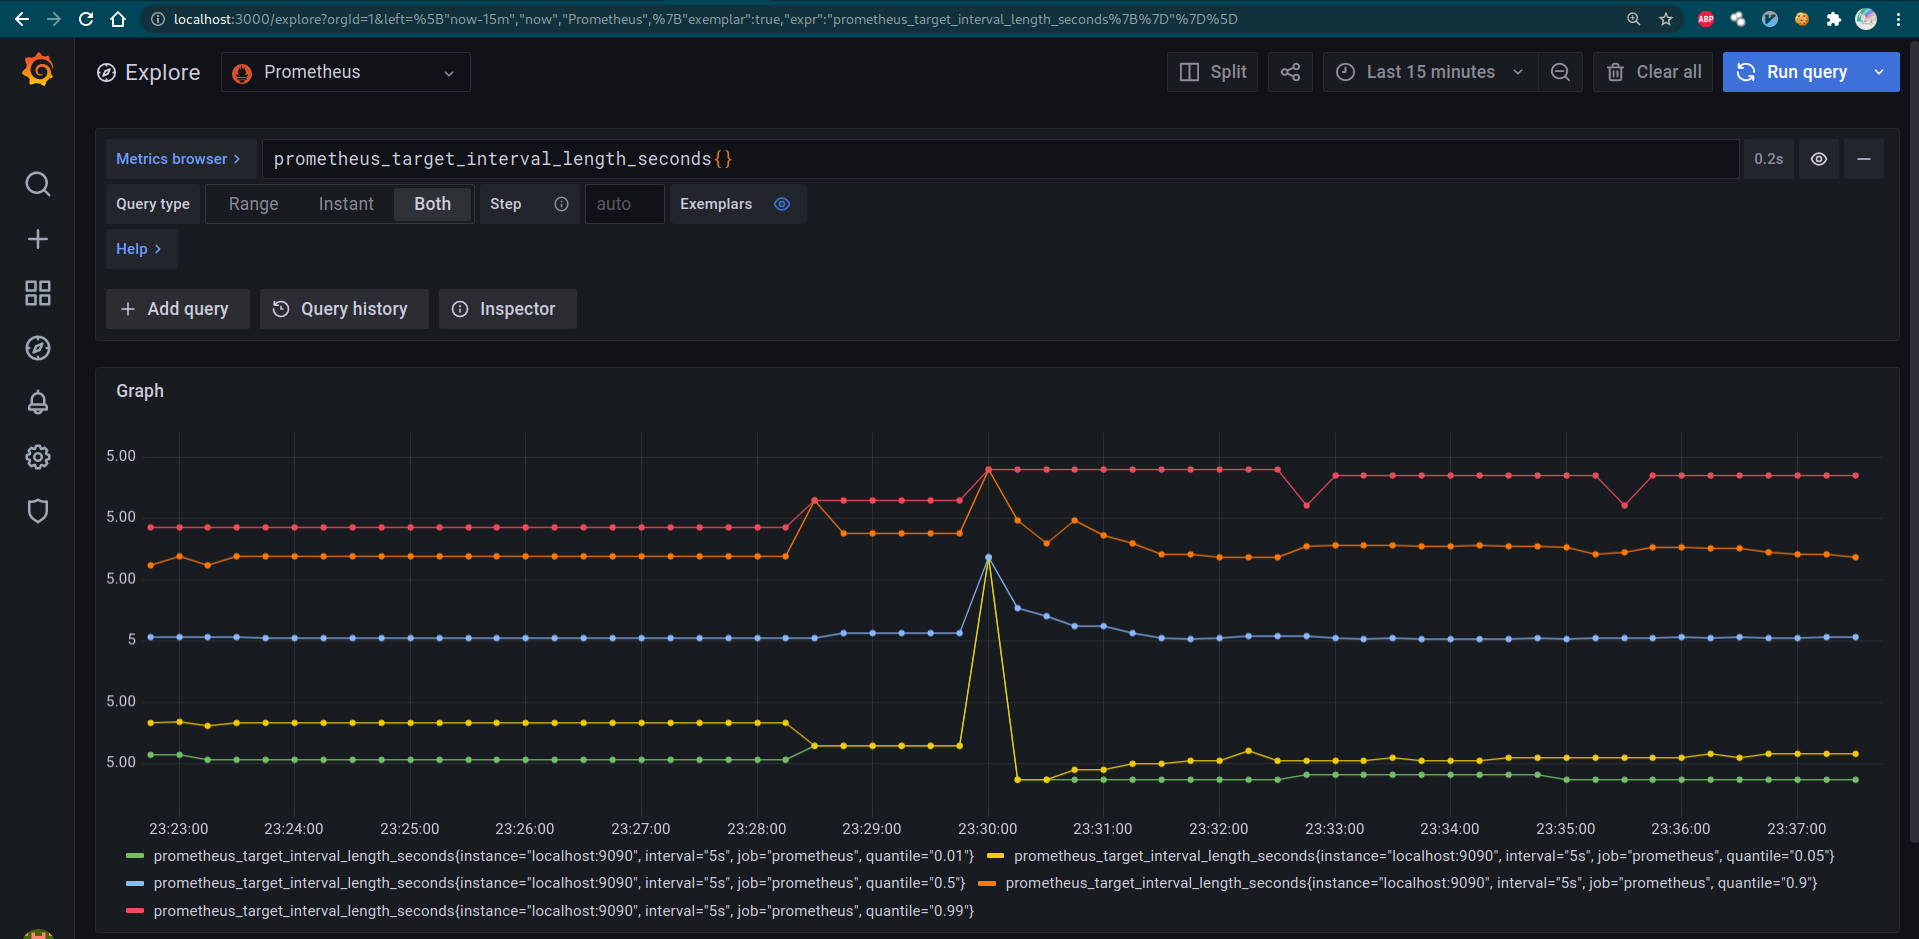 localhost:3000/explore?orgId=1&left=%5B"now-15m","now","Prometheus",%7B"exemplar":true,"expr":"prometheus_target_interval_length_seconds%7B%7D"%7D%5D
ABP
Explore
Prometheus
Split
Last 15 minutes
Clear all
Run query
Metrics browser
prometheus_target_interval_length_seconds{}
0.2s
Query type
Range
Instant
Both
Step
auto
Exemplars
Help
Add query
Query history
Inspector
Graph
5.00
5.00
5.00
5
5.00
5.00
23:23:00 23:24:00 23:25:00 23:26:00 23:27:00 23:28:00 23:29:00 23:30:00 23:31:00 23:32:00 23:33:00 23:34:00 23:35:00 23:36:00 23:37:00
prometheus_target_interval_length_seconds{instance="localhost:9090", interval="5s", job="prometheus", quantile="0.01"} prometheus_target_interval_length_seconds{instance="localhost:9090", interval="5s", job="prometheus", quantile="0.05"}
prometheus_target_interval_length_seconds{instance="localhost:9090", interval="5s", job="prometheus", quantile="0.5"} prometheus_target_interval_length_seconds{instance="localhost:9090", interval="5s", job="prometheus", quantile="0.9"}
prometheus_target_interval_length_seconds{instance="localhost:9090", interval="5s", job="prometheus", quantile="0.99"}